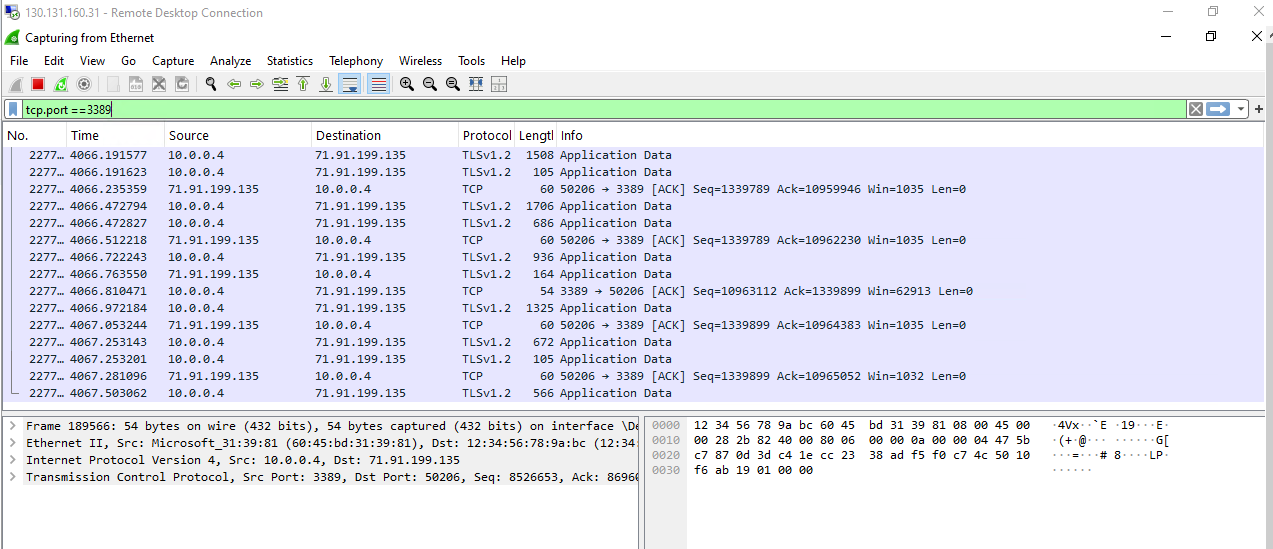 130.131.160.31 - Remote Desktop Connection
Capturing from Ethernet
File Edit View Go Capture Analyze Statistics Telephony Wireless Tools Help
tcp.port ==3389
No. Time Source Destination Protocol Lengtl Info
2277… 4066.191577 10.0.0.4 71.91.199.135 TLSv1.2 1508 Application Data
2277… 4066.191623 10.0.0.4 71.91.199.135 TLSv1.2 105 Application Data
2277… 4066.235359 71.91.199.135 10.0.0.4 TCP 60 50206 → 3389 [ACK] Seq=1339789 Ack=10959946 Win=1035 Len=0
2277… 4066.472794 10.0.0.4 71.91.199.135 TLSv1.2 1706 Application Data
2277… 4066.472827 10.0.0.4 71.91.199.135 TLSv1.2 686 Application Data
2277… 4066.512218 71.91.199.135 10.0.0.4 TCP 60 50206 → 3389 [ACK] Seq=1339789 Ack=10962230 Win=1035 Len=0
2277… 4066.722243 10.0.0.4 71.91.199.135 TLSv1.2 936 Application Data
2277… 4066.763550 71.91.199.135 10.0.0.4 TLSv1.2 164 Application Data
2277… 4066.810471 10.0.0.4 71.91.199.135 TCP 54 3389 → 50206 [ACK] Seq=10963112 Ack=1339899 Win=62913 Len=0
2277… 4066.972184 10.0.0.4 71.91.199.135 TLSv1.2 1325 Application Data
2277… 4067.053244 71.91.199.135 10.0.0.4 TCP 60 50206 → 3389 [ACK] Seq=1339899 Ack=10964383 Win=1035 Len=0
2277… 4067.253143 10.0.0.4 71.91.199.135 TLSv1.2 672 Application Data
2277… 4067.253201 10.0.0.4 71.91.199.135 TLSv1.2 105 Application Data
2277… 4067.281096 71.91.199.135 10.0.0.4 TCP 60 50206 → 3389 [ACK] Seq=1339899 Ack=10965052 Win=1032 Len=0
2277… 4067.503062 10.0.0.4 71.91.199.135 TLSv1.2 566 Application Data
Frame 189566: 54 bytes on wire (432 bits), 54 bytes captured (432 bits) on interface \De
Ethernet II, Src: Microsoft_31:39:81 (60:45:bd:31:39:81), Dst: 12:34:56:78:9a:bc (12:34:
Internet Protocol Version 4, Src: 10.0.0.4, Dst: 71.91.199.135
Transmission Control Protocol, Src Port: 3389, Dst Port: 50206, Seq: 8526653, Ack: 86960
0000 12 34 56 78 9a bc 60 45 bd 31 39 81 08 00 45 00 ·4Vx··`E ·19···E·
0010 00 28 2b 82 40 00 80 06 00 00 0a 00 00 04 47 5b ·(+·@··· ······G[
0020 c7 87 0d 3d c4 1e cc 23 38 ad f5 f0 c7 4c 50 10 ···=···# 8····LP·
0030 f6 ab 19 01 00 00 ······